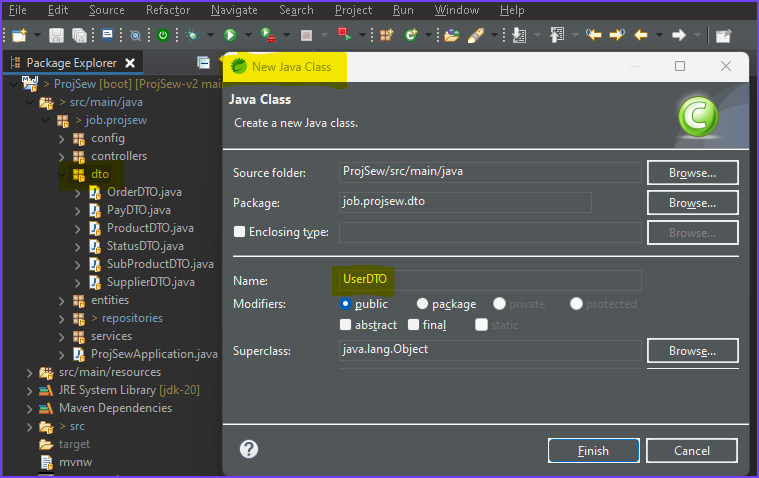 File Source Refactor Navigate Search Project Run Window Help
Package Explorer
New Java Class
> ProjSew [boot] [ProjSew-v2 main
> src/main/java
> job.projsew
config
controllers
dto
OrderDTO.java
PayDTO.java
ProductDTO.java
StatusDTO.java
SubProductDTO.java
SupplierDTO.java
entities
> repositories
services
ProjSewApplication.java
src/main/resources
JRE System Library [jdk-20]
Maven Dependencies
> src
target
mvnw
Java Class
Create a new Java class.
Source folder: ProjSew/src/main/java Browse...
Package: job.projsew.dto Browse...
Enclosing type: Browse...
Name: UserDTO
Modifiers: public package private protected
abstract final static
Superclass: java.lang.Object Browse...
? Finish Cancel